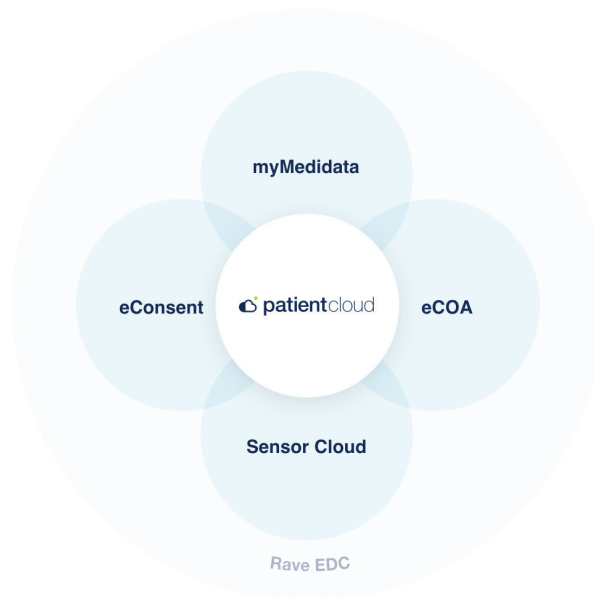 myMedidata
eConsent
patientcloud
eCOA
Sensor Cloud
Rave EDC